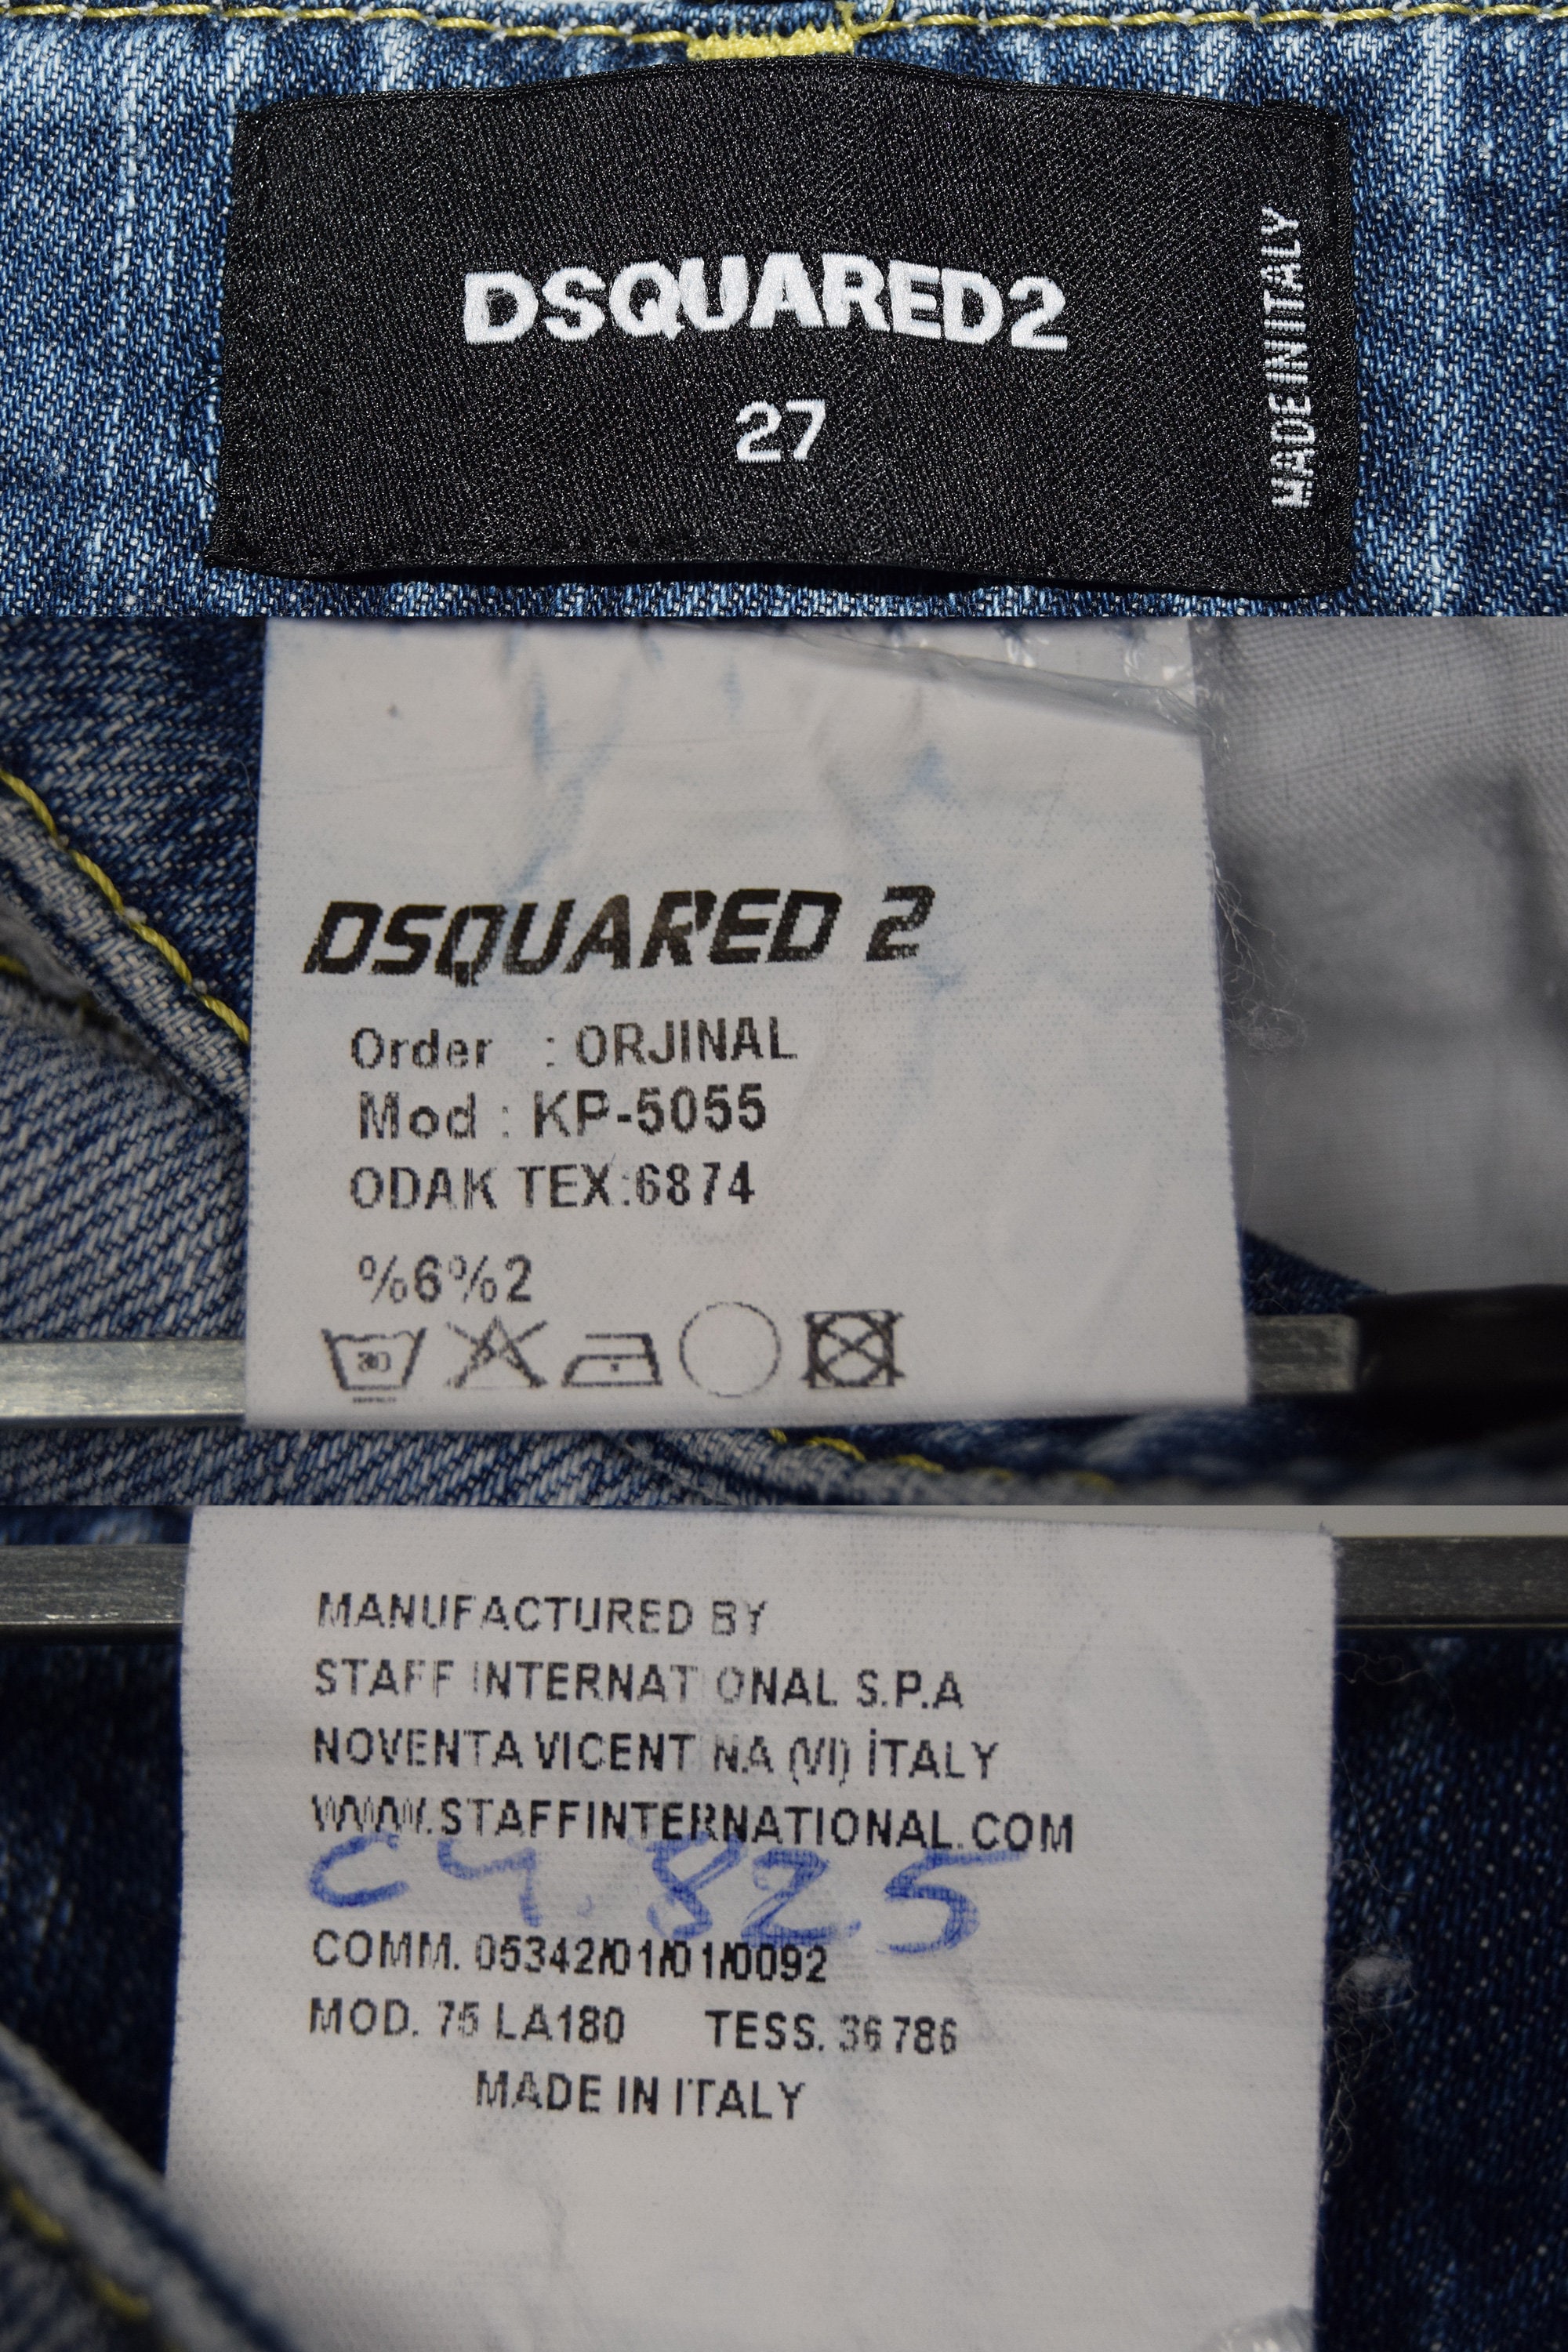 DSQUARED2
27
MADE IN ITALY
DSQUARED 2
Order : ORJINAL
Mod : KP-5055
ODAK TEX:6874
%6%2
30
MANUFACTURED BY
STAFF INTERNATIONAL S.P.A
NOVENTA VICENTINA (VI) İTALY
WWW.STAFFINTERNATIONAL.COM
C4.825
COMM. 05342/01/01/0092
MOD. 75 LA180 TESS. 36786
MADE IN ITALY